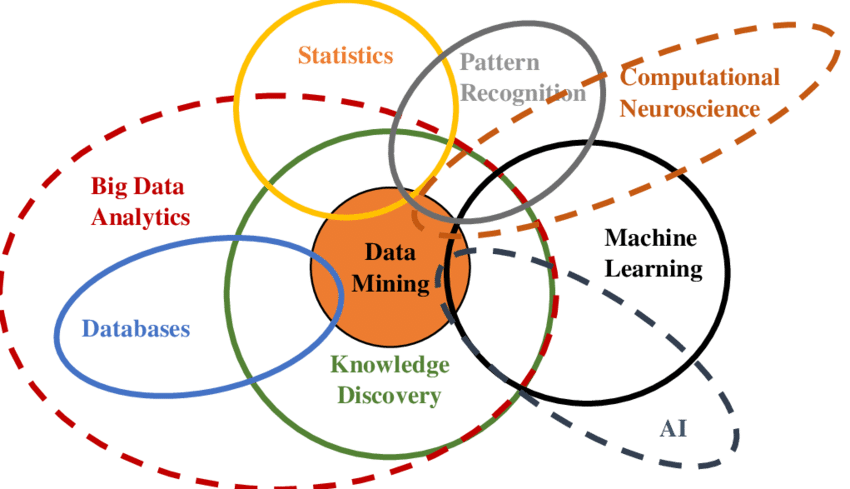 Statistics
Pattern
Recognition
Computational
Neuroscience
Big Data
Analytics
Machine
Learning
Data
Mining
Databases
Knowledge
Discovery
AI